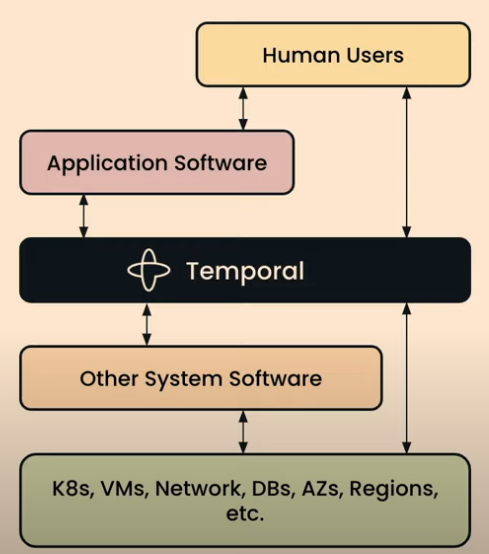 Human Users
Application Software
Temporal
Other System Software
K8s, VMs, Network, DBs, AZs, Regions,
etc.